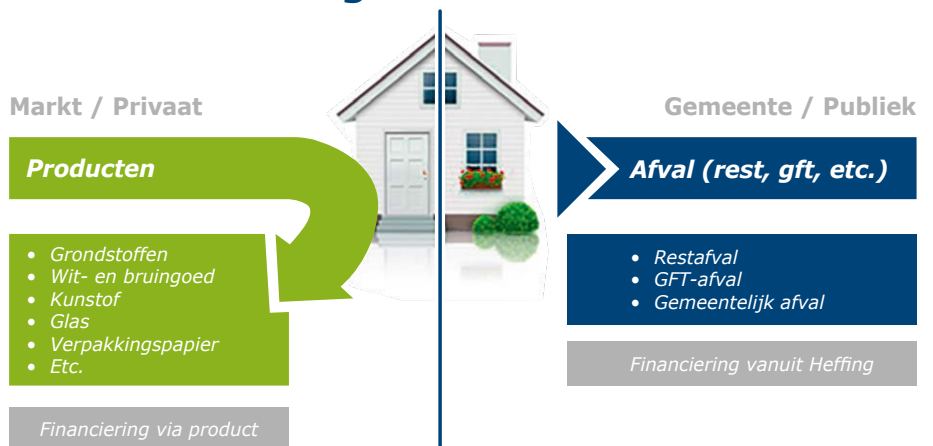 Markt / Privaat
Producten
• Grondstoffen
• Wit- en bruingoed
• Kunstof
• Glas
• Verpakkingspapier
• Etc.
Financiering via product
Gemeente / Publiek
Afval (rest, gft, etc.)
• Restafval
• GFT-afval
• Gemeentelijk afval
Financiering vanuit Heffing